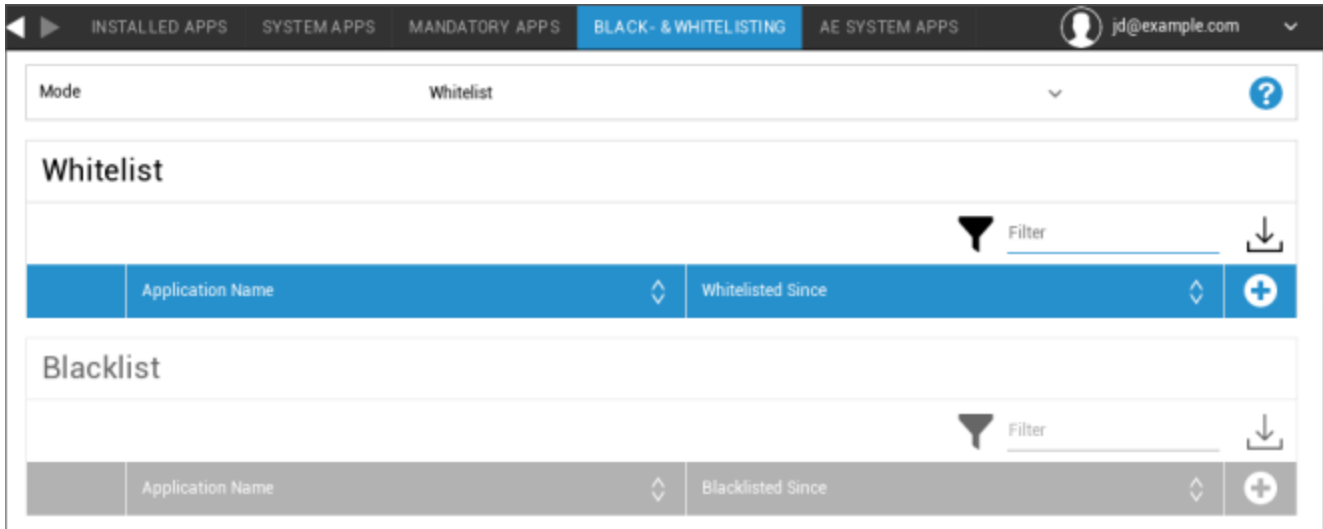 INSTALLED APPS SYSTEM APPS MANDATORY APPS BLACK- & WHITELISTING AE SYSTEM APPS jd@example.com
Mode Whitelist ?
Whitelist
Filter
Application Name Whitelisted Since
Blacklist
Filter
Application Name Blacklisted Since